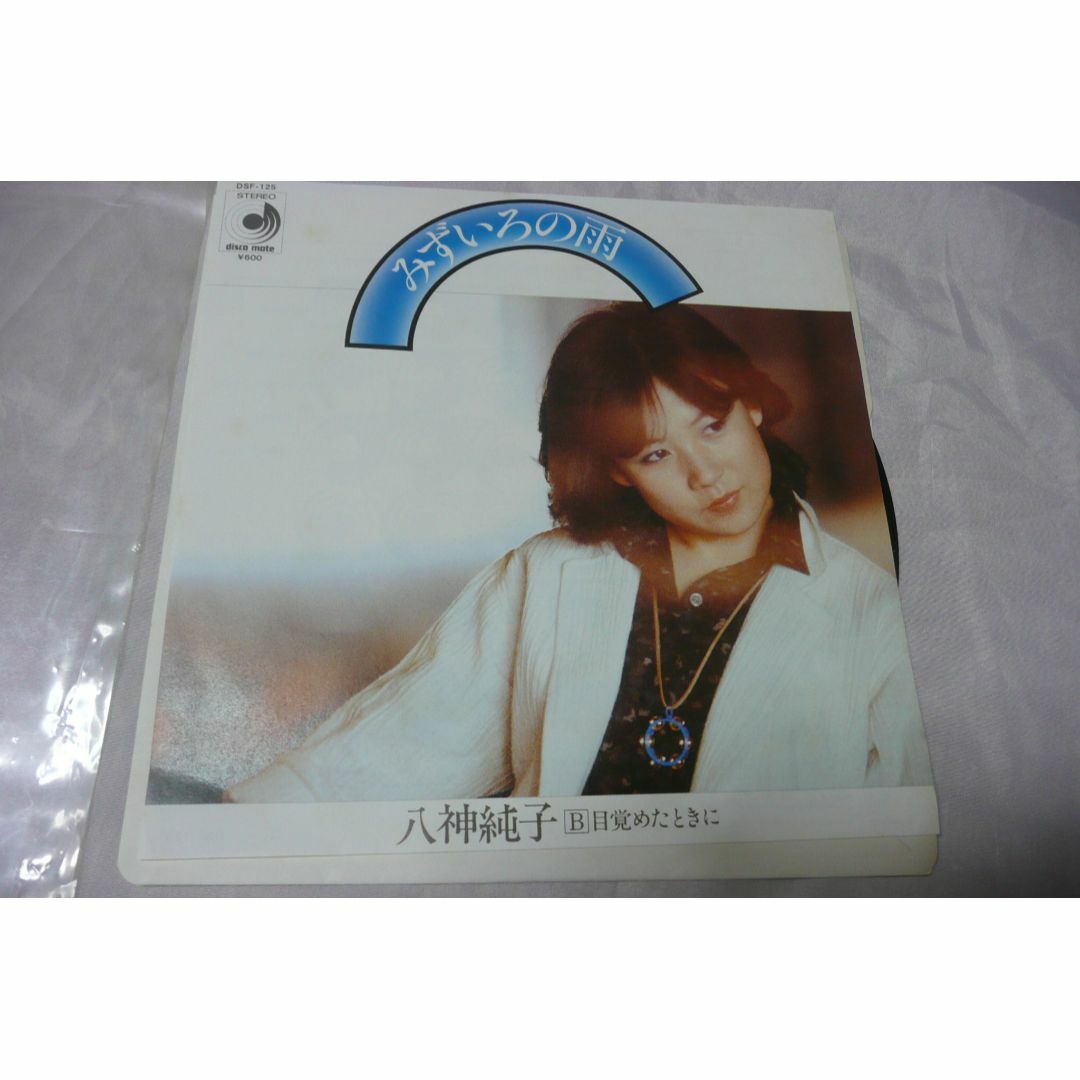 DSF-125
STEREO
disco mate
¥600
みずいろの雨
八神純子 B 目覚めたときに